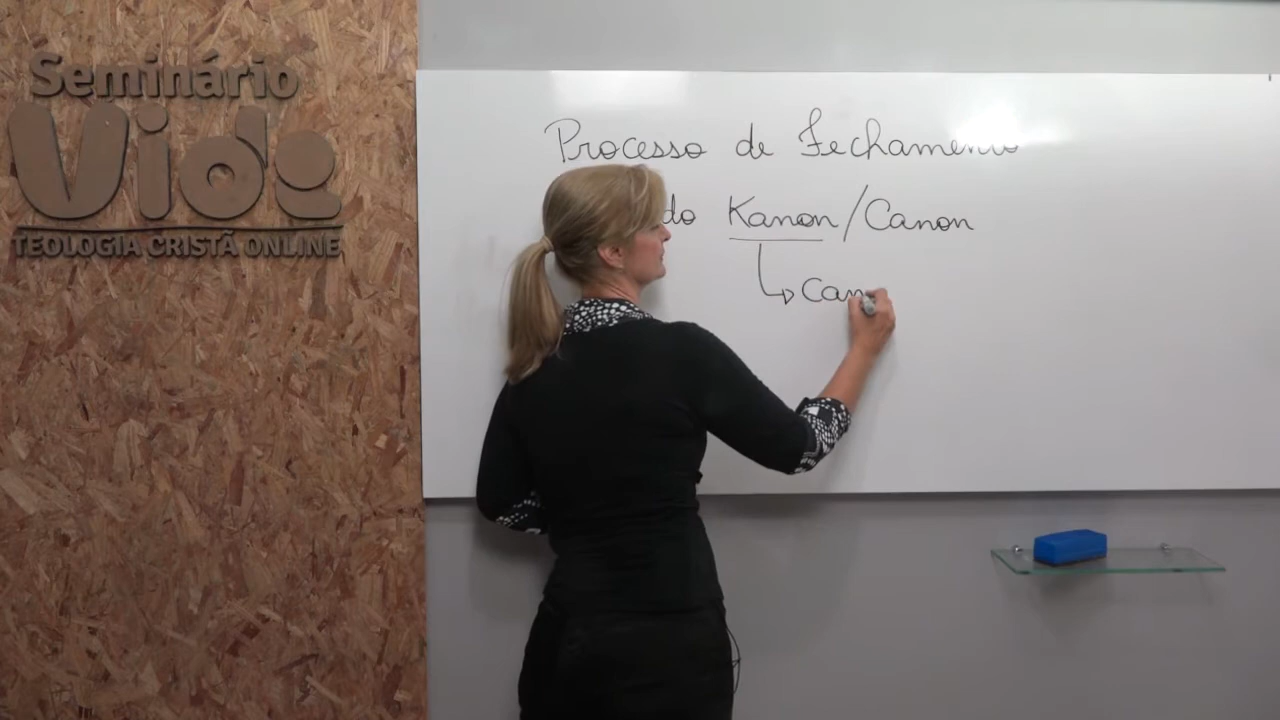 Seminário
Vide
TEOLOGIA CRISTÃ ONLINE
Processo de Fechamento
do Kanon/Canon
Can